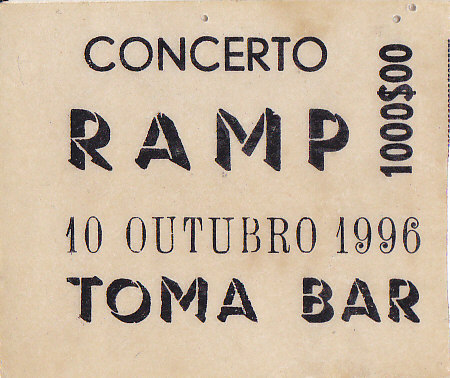 CONCERTO
RAMP
1000$00
10 OUTUBRO 1996
TOMA BAR